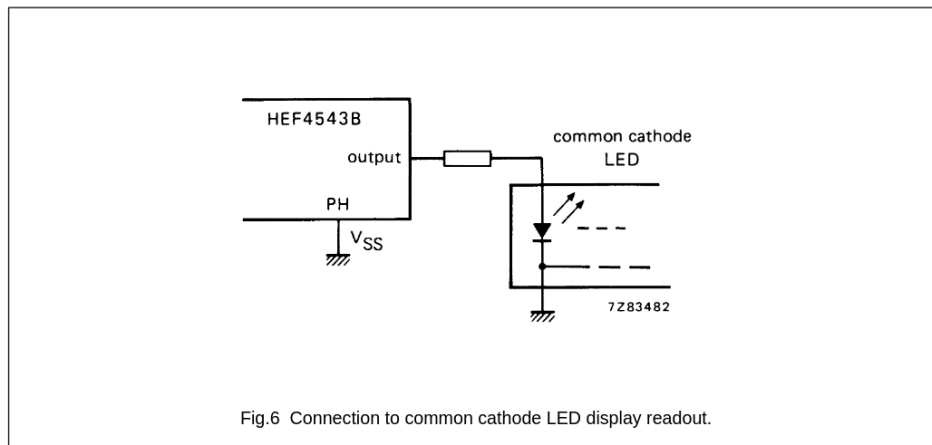 HEF4543B
output
PH
VSS
common cathode
LED
7Z83482
Fig.6 Connection to common cathode LED display readout.